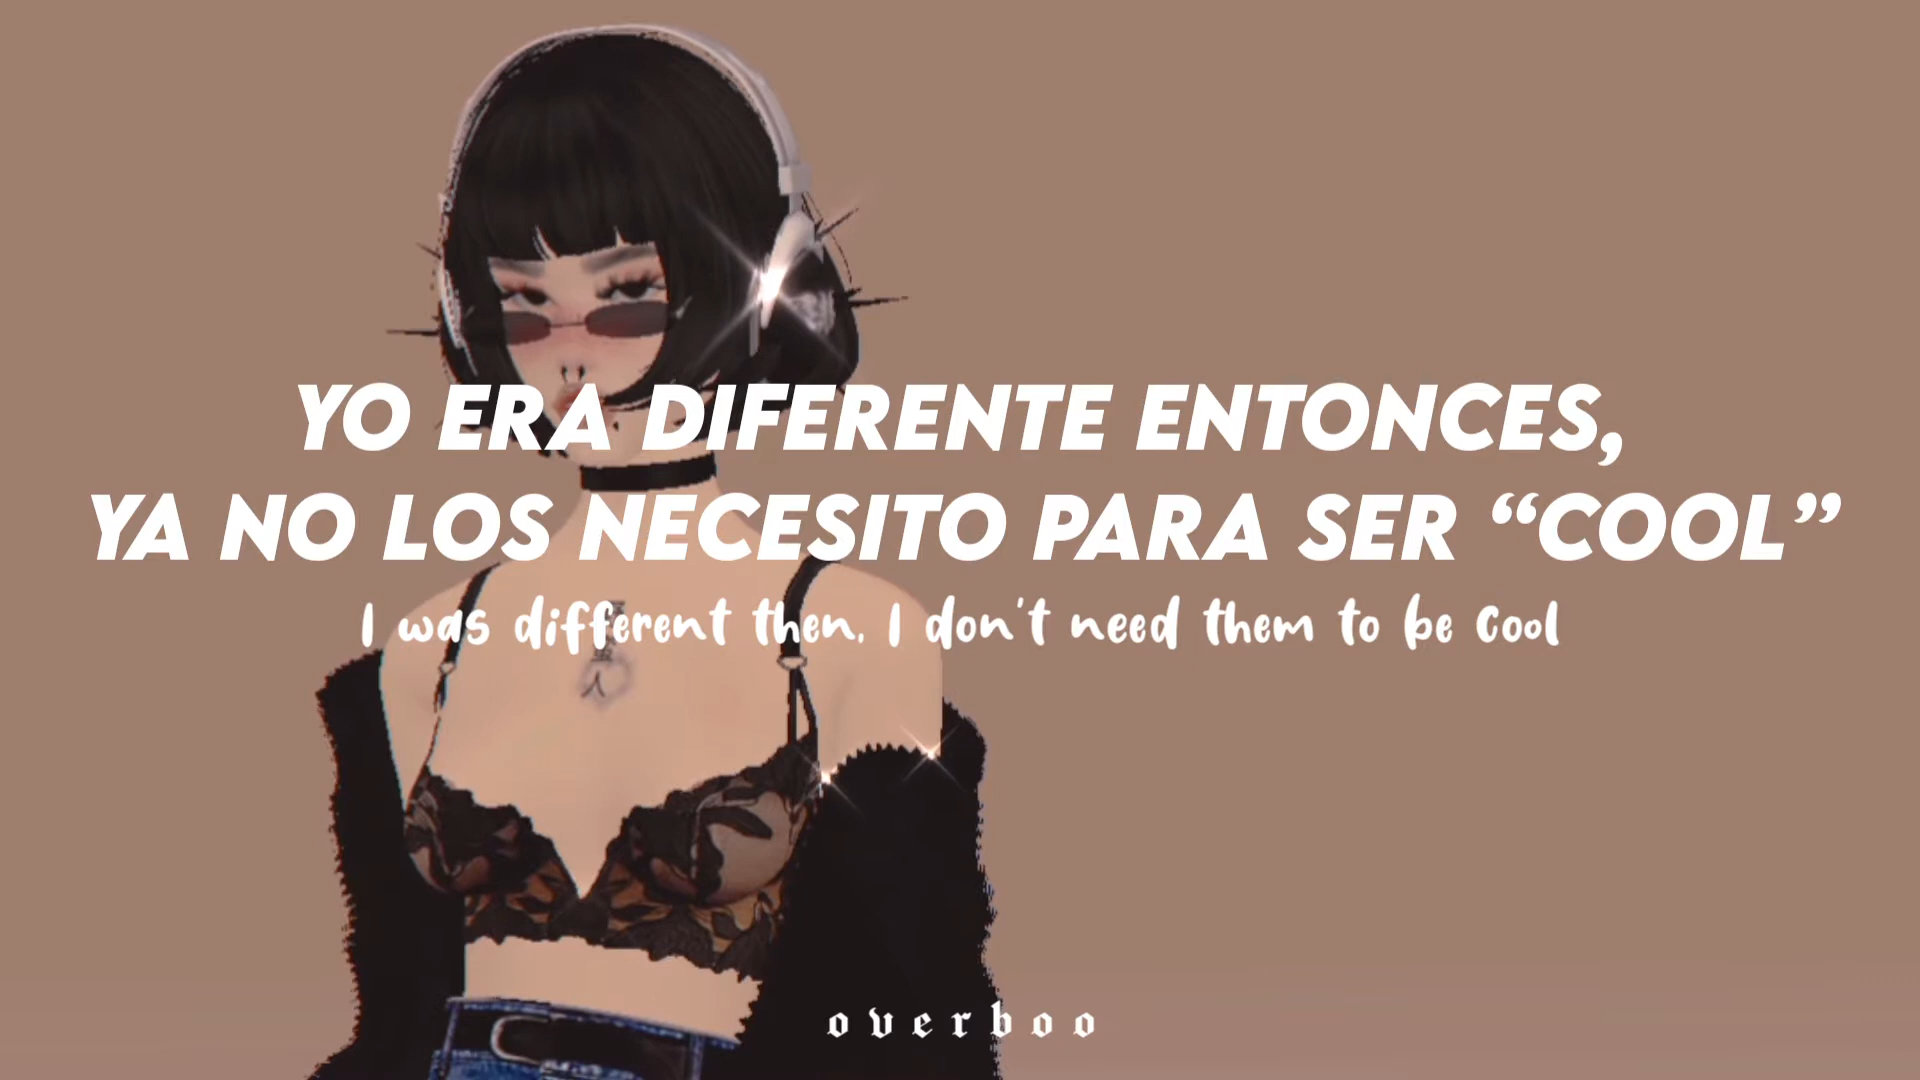 YO ERA DIFERENTE ENTONCES,
YA NO LOS NECESITO PARA SER “COOL”
I was different then, I don't need them to be cool
overboo